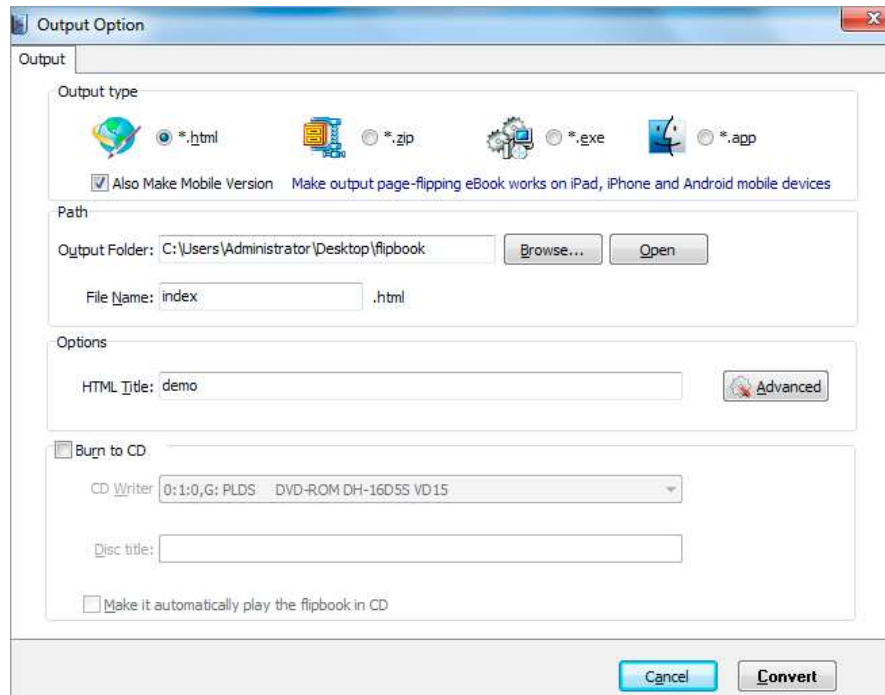 Output Option
Output
Output type
*.html *.zip *.exe *.app
Also Make Mobile Version Make output page-flipping eBook works on iPad, iPhone and Android mobile devices
Path
Output Folder: C:\Users\Administrator\Desktop\flipbook Browse... Open
File Name: index .html
Options
HTML Title: demo Advanced
Burn to CD
CD Writer 0:1:0,G: PLDS DVD-ROM DH-16D5S VD15
Disc title:
Make it automatically play the flipbook in CD
Cancel Convert